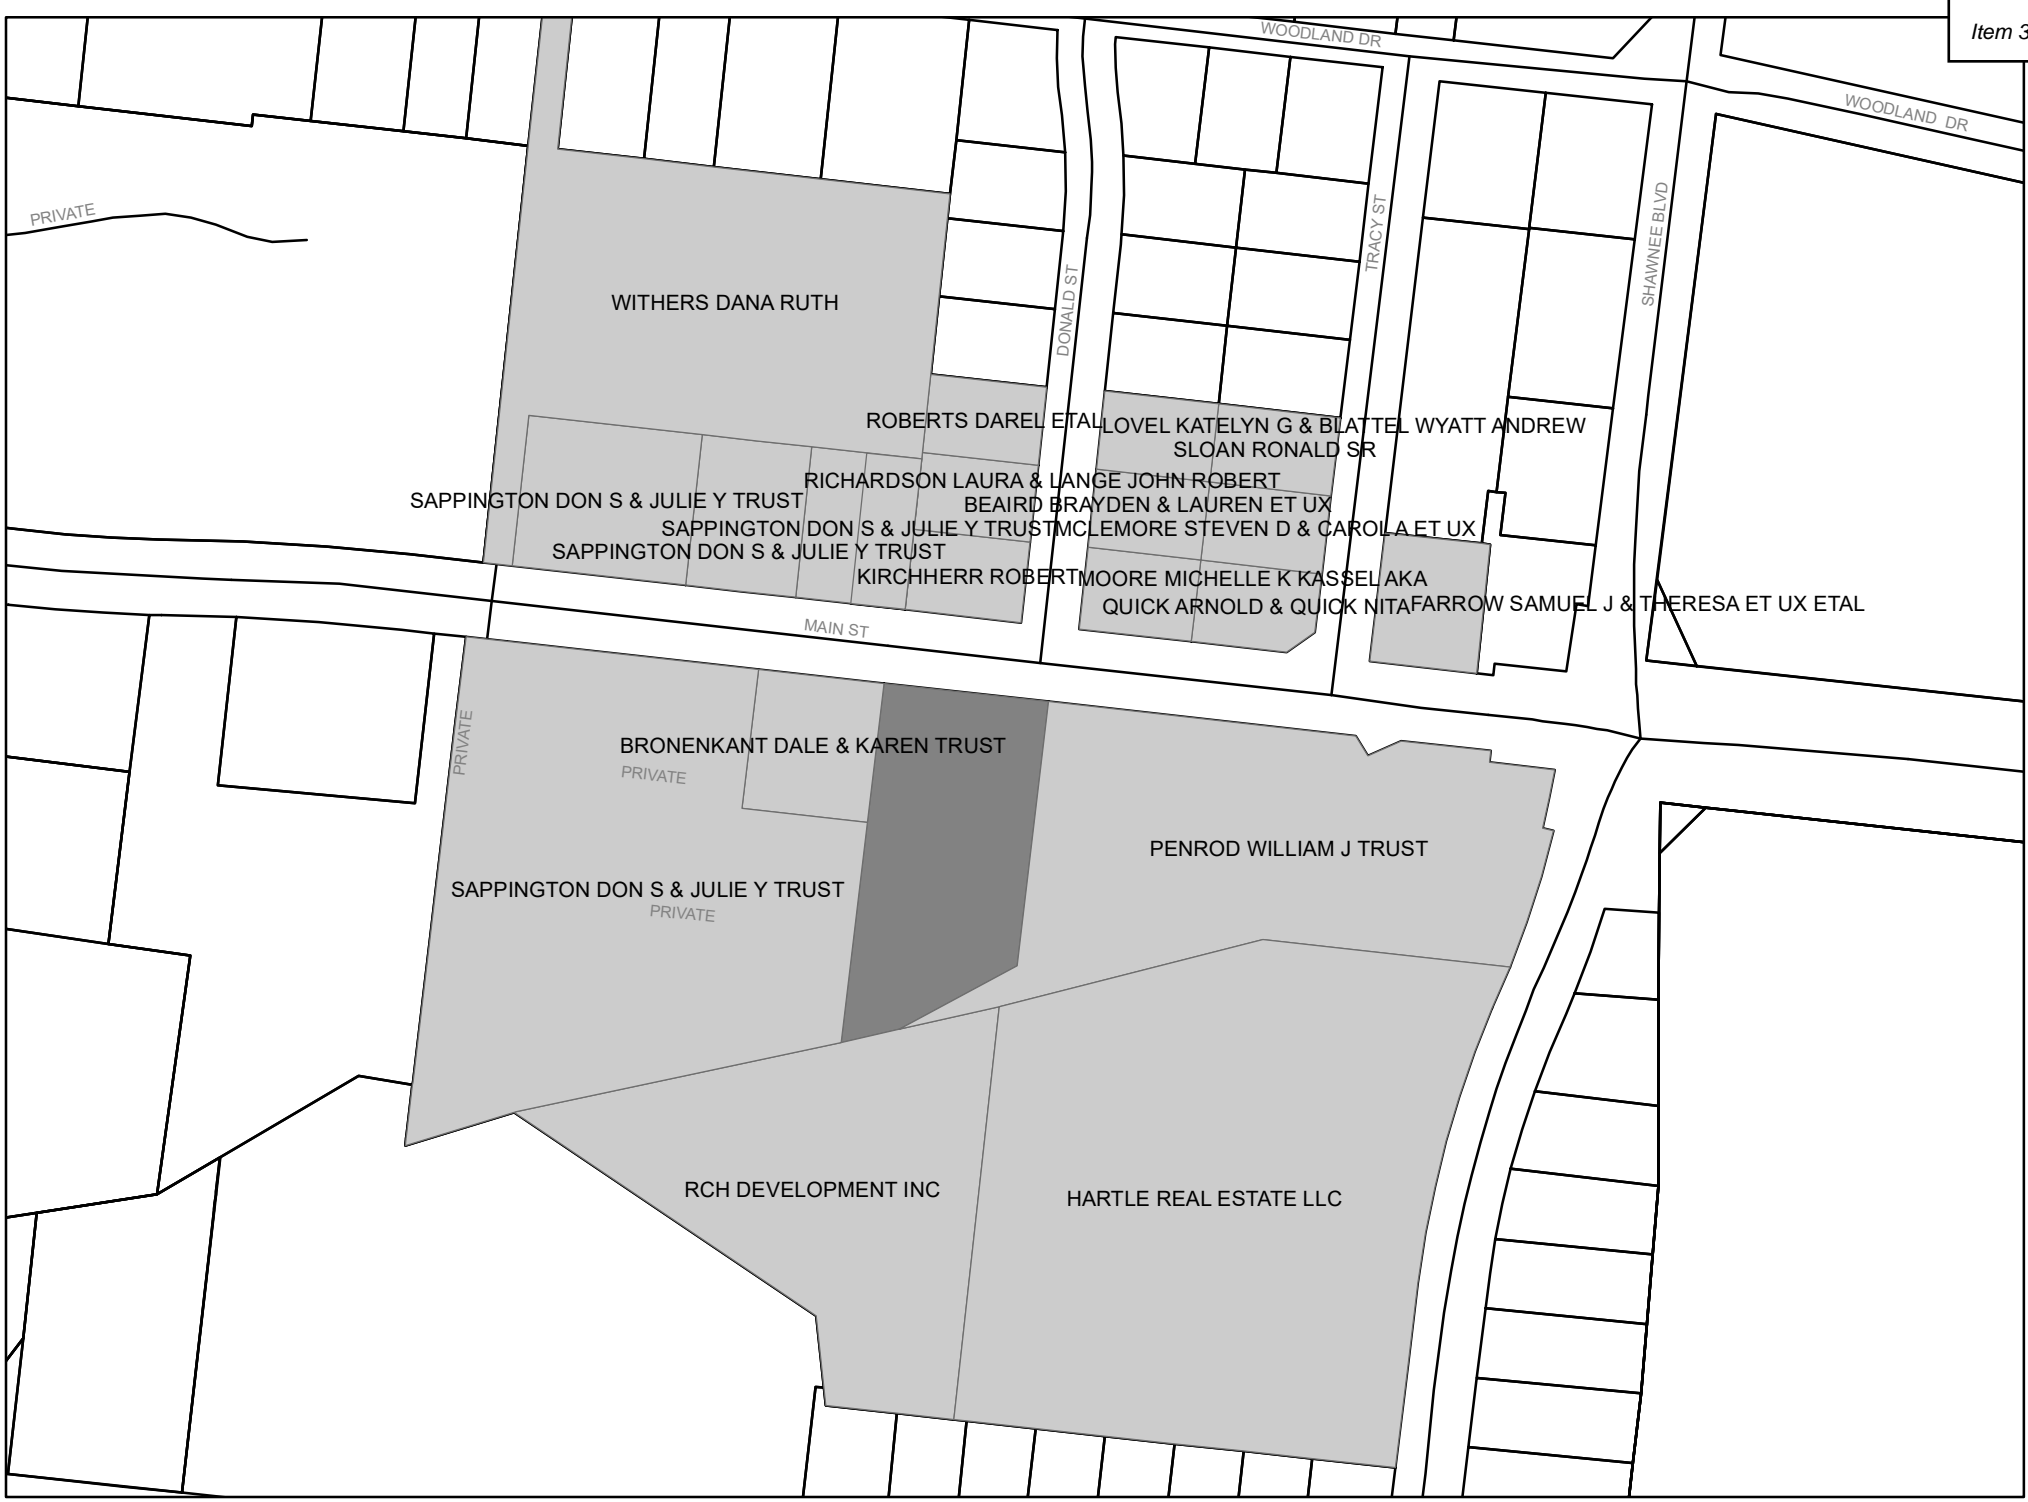 Item 3
WOODLAND DR
WOODLAND DR
PRIVATE
SHAWNEE BLVD
TRACY ST
DONALD ST
WITHERS DANA RUTH
ROBERTS DAREL ETAL
LOVEL KATELYN G & BLATTEL WYATT ANDREW
SLOAN RONALD SR
RICHARDSON LAURA & LANGE JOHN ROBERT
SAPPINGTON DON S & JULIE Y TRUST
BEAIRD BRAYDEN & LAUREN ET UX
SAPPINGTON DON S & JULIE Y TRUST
MCLEMORE STEVEN D & CAROL A ET UX
SAPPINGTON DON S & JULIE Y TRUST
KIRCHHERR ROBERT
MOORE MICHELLE K KASSEL AKA
QUICK ARNOLD & QUICK NITA
FARROW SAMUEL J & THERESA ET UX ETAL
MAIN ST
PRIVATE
BRONENKANT DALE & KAREN TRUST
PRIVATE
PENROD WILLIAM J TRUST
SAPPINGTON DON S & JULIE Y TRUST
PRIVATE
RCH DEVELOPMENT INC
HARTLE REAL ESTATE LLC